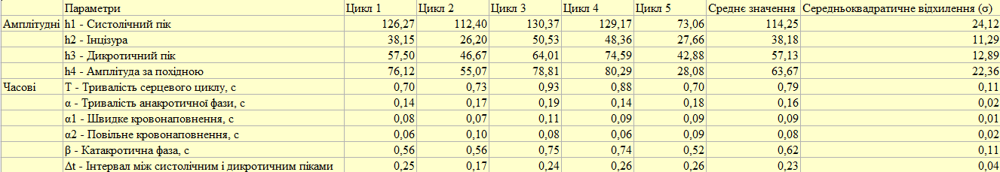 Параметри Цикл 1 Цикл 2 Цикл 3 Цикл 4 Цикл 5 Середнє значення Середньоквадратичне відхилення (σ)
Амплітудні h1 - Систолічний пік 126,27 112,40 130,37 129,17 73,06 114,25 24,12
h2 - Інцізура 38,15 26,20 50,53 48,36 27,66 38,18 11,29
h3 - Дикротичний пік 57,50 46,67 64,01 74,59 42,88 57,13 12,89
h4 - Амплітуда за похідною 76,12 55,07 78,81 80,29 28,08 63,67 22,36
Часові T - Тривалість серцевого циклу, с 0,70 0,73 0,93 0,88 0,70 0,79 0,11
α - Тривалість анакротичної фази, с 0,14 0,17 0,19 0,14 0,18 0,16 0,02
α1 - Швидке кровонаповнення, с 0,08 0,07 0,11 0,09 0,09 0,09 0,01
α2 - Повільне кровонаповнення, с 0,06 0,10 0,08 0,06 0,09 0,08 0,02
β - Катакротична фаза, с 0,56 0,56 0,75 0,74 0,52 0,62 0,11
Δt - Інтервал між систолічним і дикротичним піками 0,25 0,17 0,24 0,26 0,26 0,23 0,04